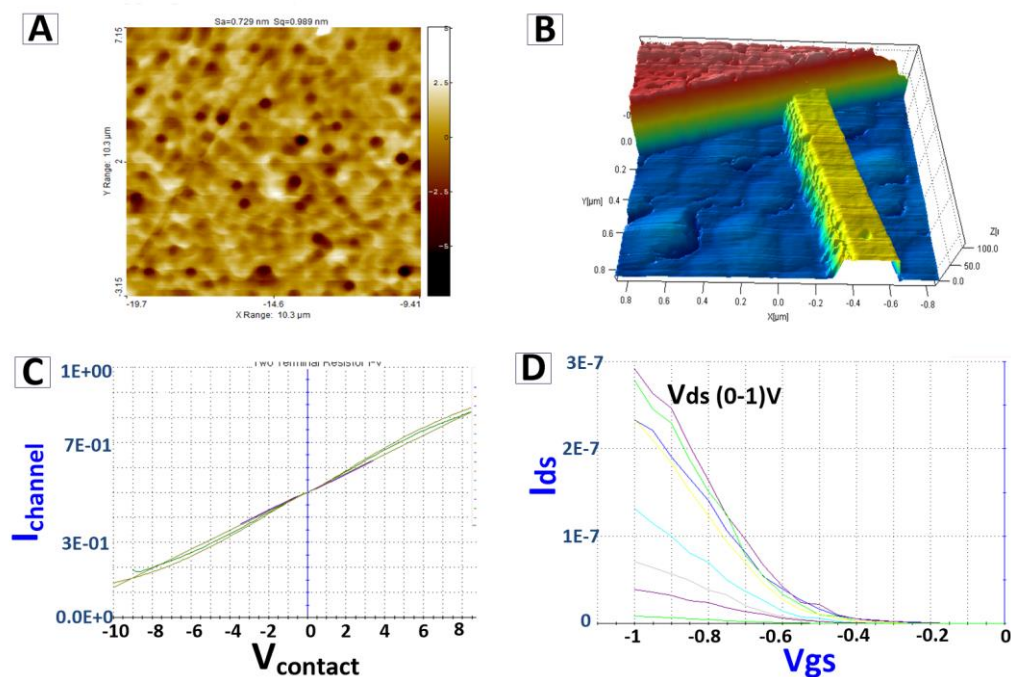 A
Sa=0.729 nm Sq=0.989 nm
7.15
2
-3.15
Y Range: 10.3 µm
-19.7
-14.6
-9.41
X Range: 10.3 µm
5
2.5
0
-2.5
-5
B
0.0
0.2
0.4
0.6
0.8
Y[µm]
0.8
0.6
0.4
0.2
0.0
-0.2
-0.4
-0.6
-0.8
X[µm]
100.0
50.0
0.0
C
Two Terminal Resistor I-V
1E+00
7E-01
3E-01
0.0E+0
Ichannel
-10
-8
-6
-4
-2
0
2
4
6
8
Vcontact
D
Vds (0-1)V
3E-7
2E-7
1E-7
0
Ids
-1
-0.8
-0.6
-0.4
-0.2
0
Vgs